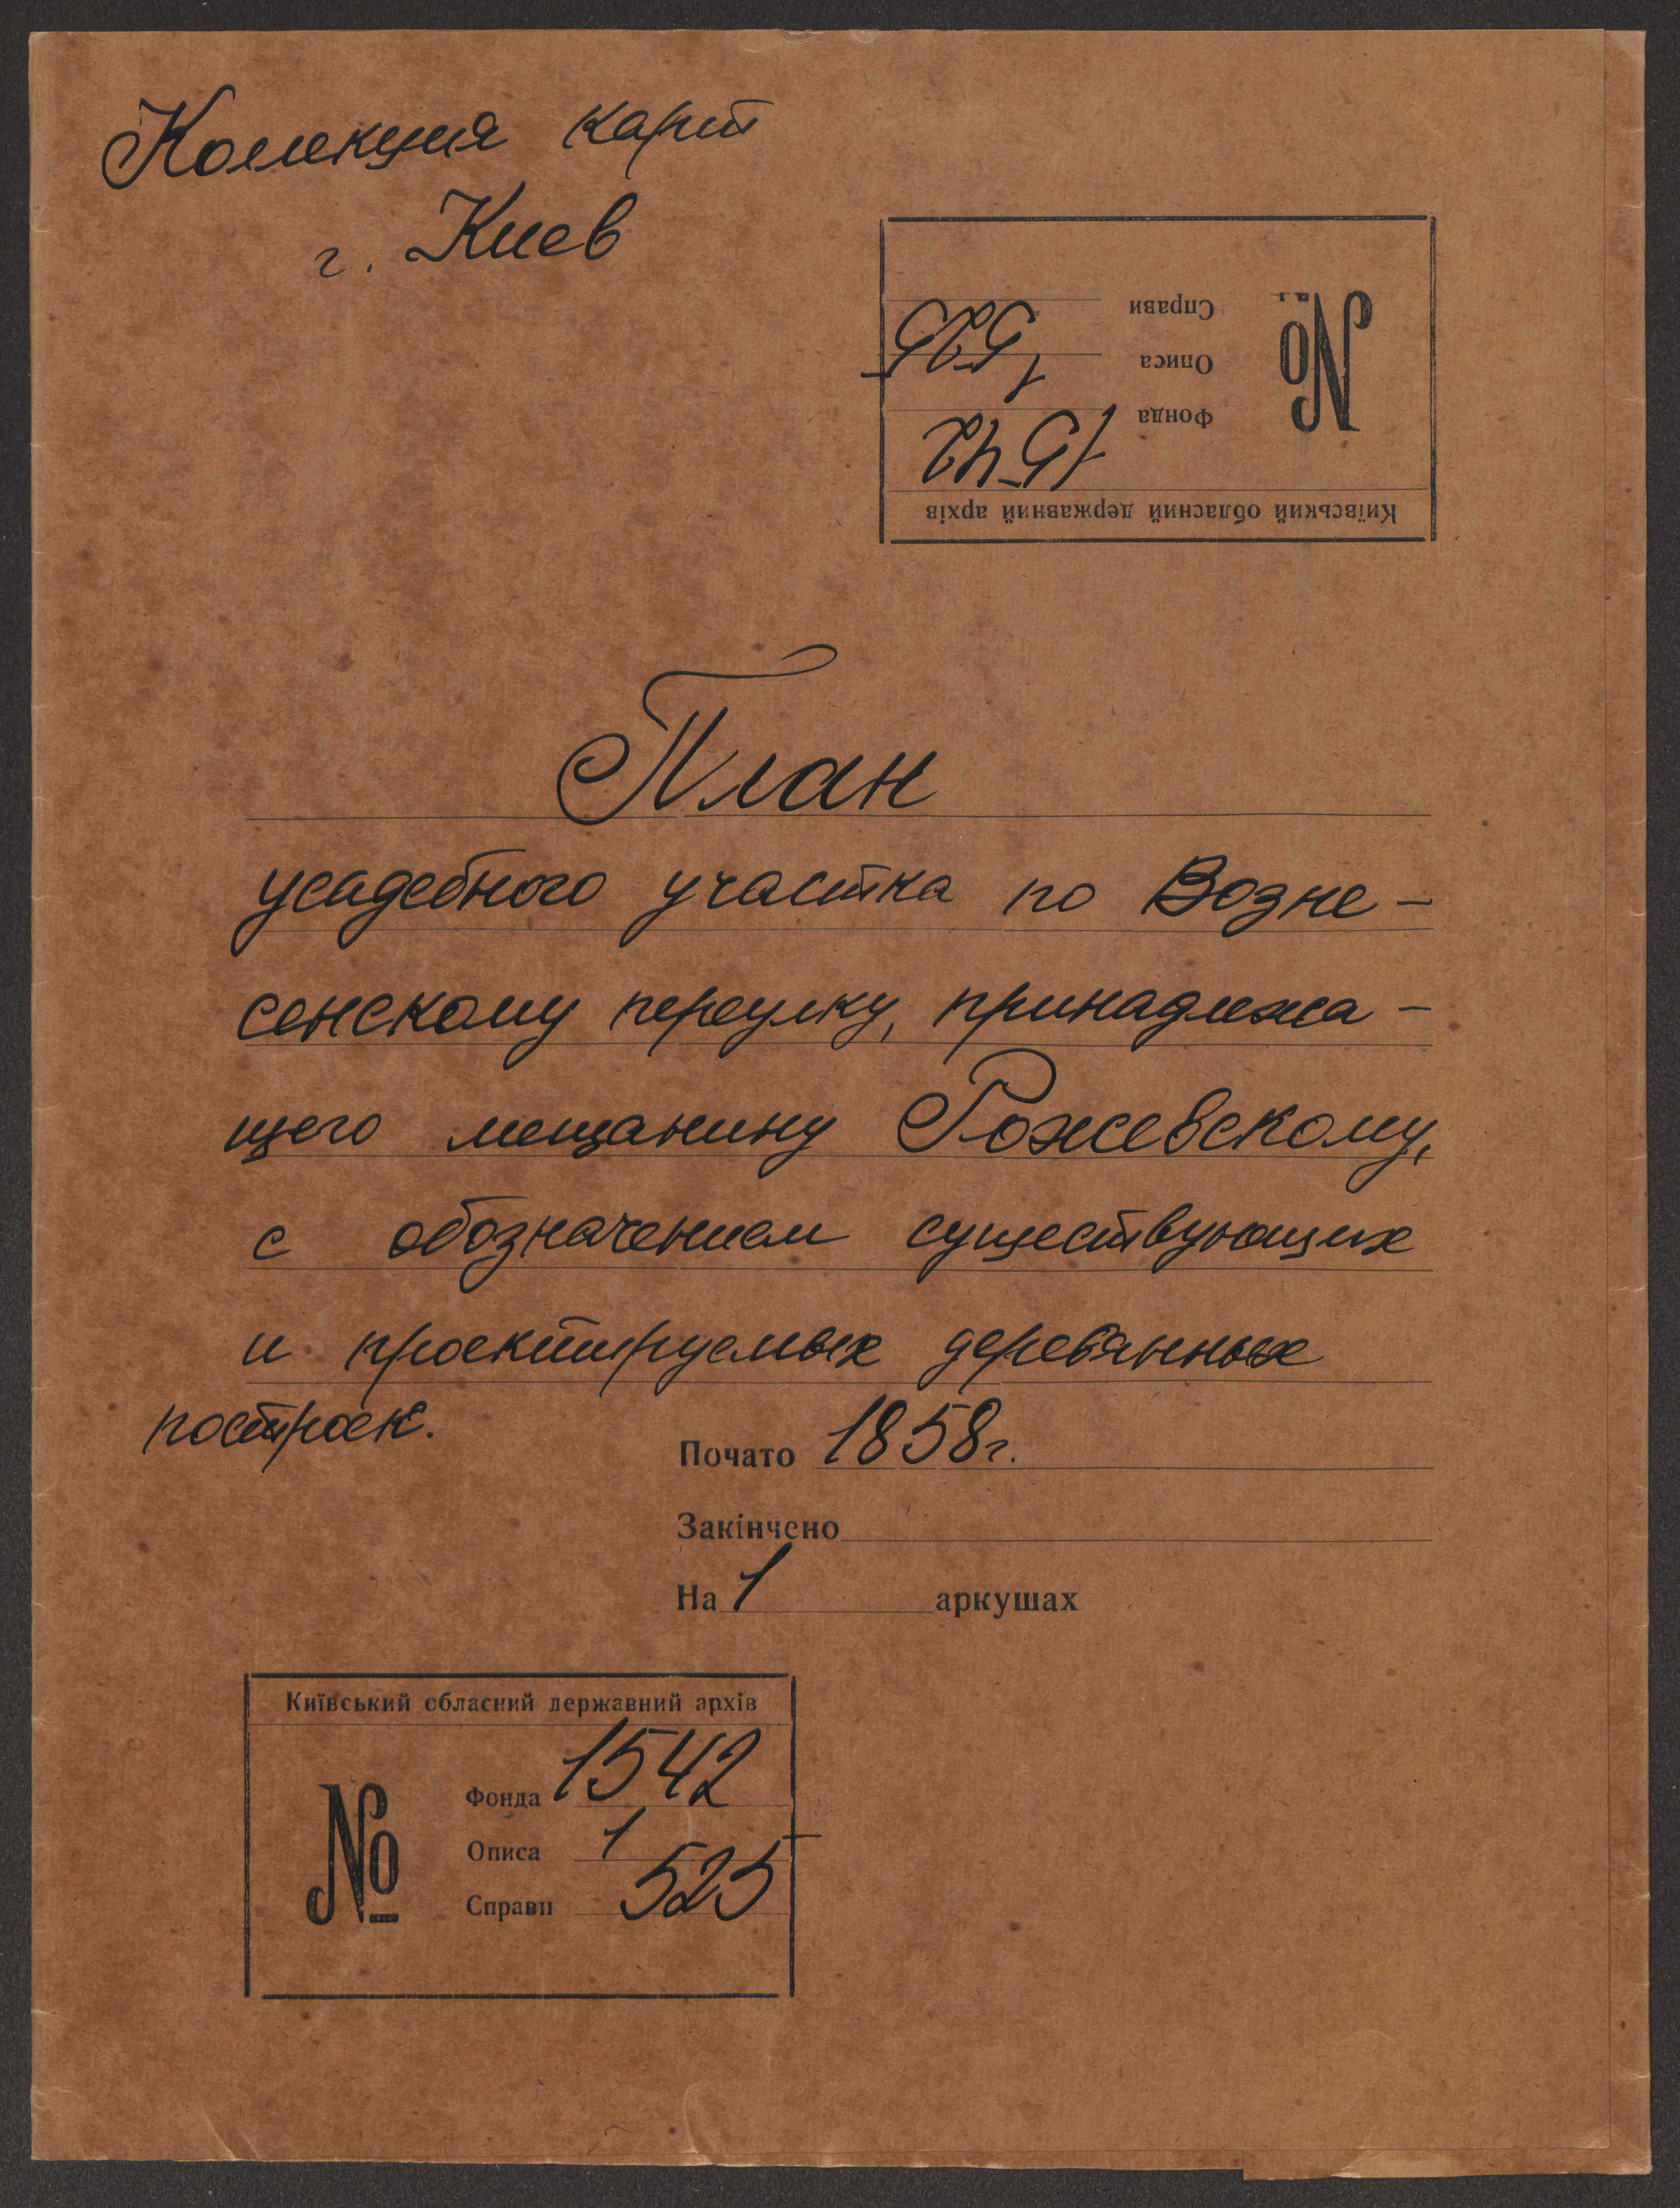 Колекция карт
г. Киев
Київський обласний державний архів
№
Фонда 1542
Описа 1
Справи 525
План
усадебного участка по Возне-
сенскому переулку, принадлежа-
щего мещанину Рожевскому,
с обозначением существующих
и проектируемых деревянных
построек.
Почато 1858г.
Закінчено
На 1 аркушах
Київський обласний державний архів
№
Фонда 1542
Описа 1
Справи 525